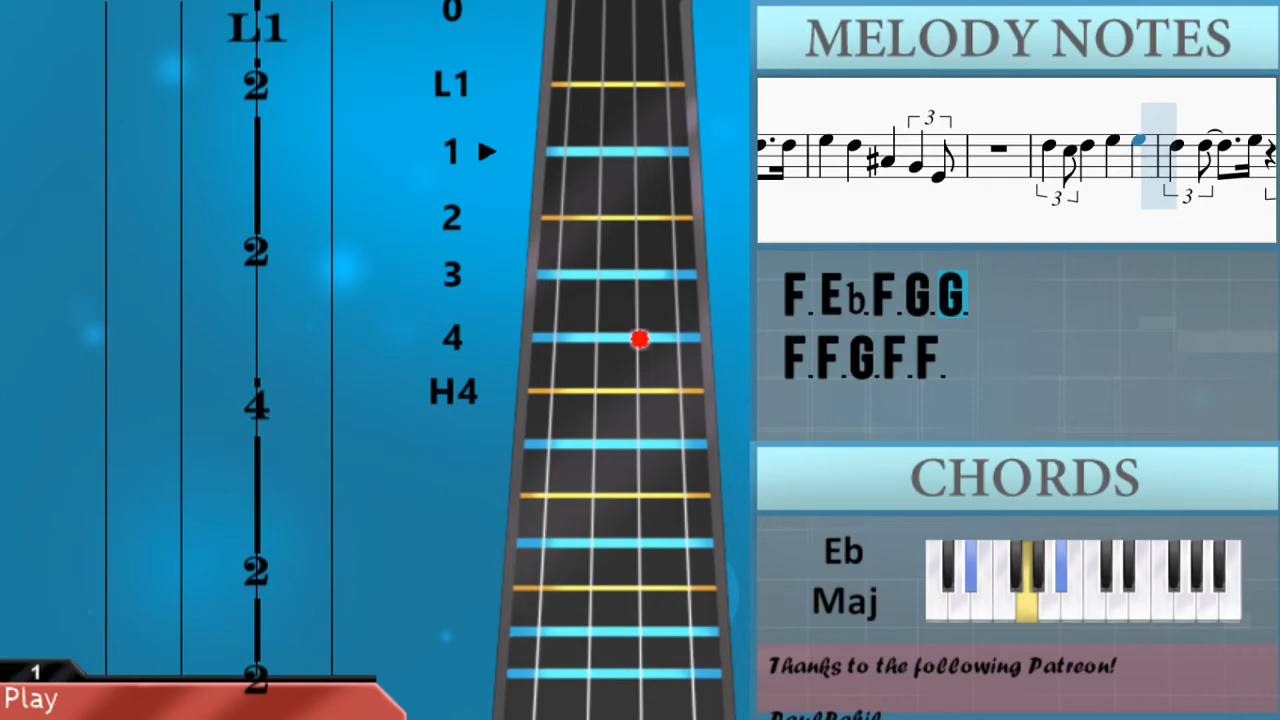 L1
2
2
4
2
2
1
Play
0
L1
1
2
3
4
H4
MELODY NOTES
3
3
3
F.Eb.F.G.G.
F.F.G.F.F.
CHORDS
Eb
Maj
Thanks to the following Patreon!